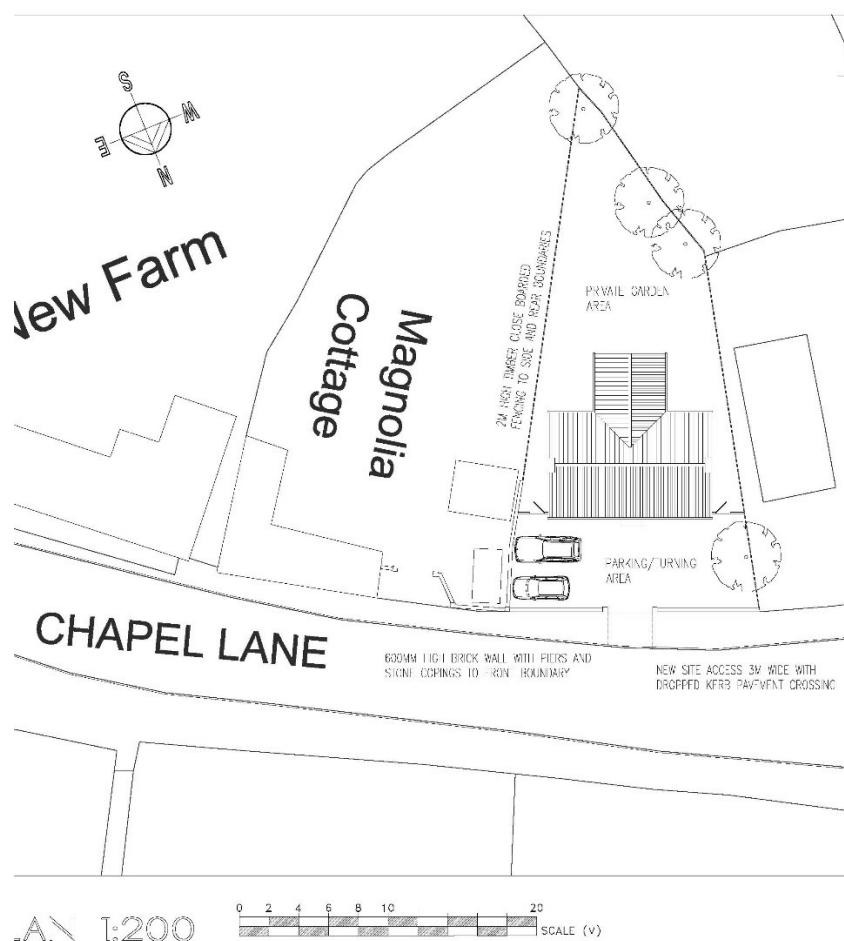 S
W
E
N
New Farm
Magnolia
Cottage
2M HIGH TIMBER CLOSE BOARDED
FENCING TO SIDE AND REAR BOUNDARIES
PRIVATE GARDEN
AREA
PARKING/TURNING
AREA
CHAPEL LANE
600MM HIGH BRICK WALL WITH PIERS AND
STONE COPINGS TO FRONT BOUNDARY
NEW SITE ACCESS 3M WIDE WITH
DROPPED KERB PAVEMENT CROSSING
1:200
0 2 4 6 8 10 20
SCALE